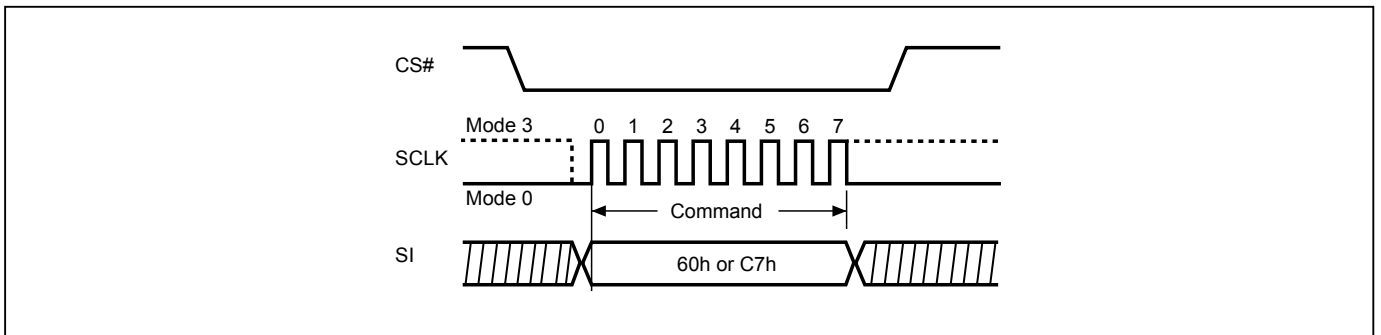 CS#
Mode 3
0 1 2 3 4 5 6 7
SCLK
Mode 0
Command
SI
60h or C7h